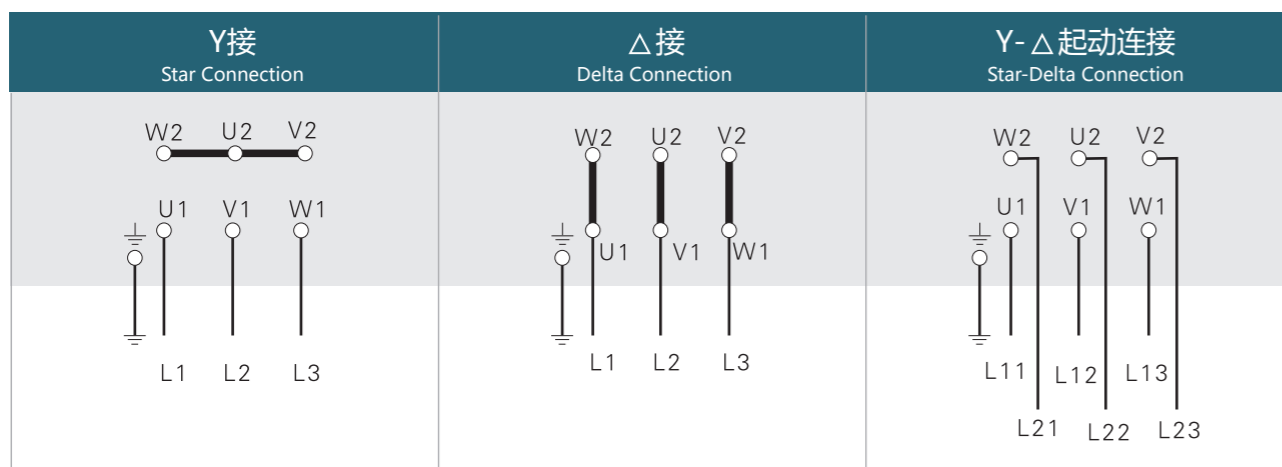 Y接
Star Connection
△接
Delta Connection
Y-△起动连接
Star-Delta Connection
W2 U2 V2
U1 V1 W1
L1 L2 L3
W2 U2 V2
U1 V1 W1
L1 L2 L3
W2 U2 V2
U1 V1 W1
L11 L12 L13
L21 L22 L23